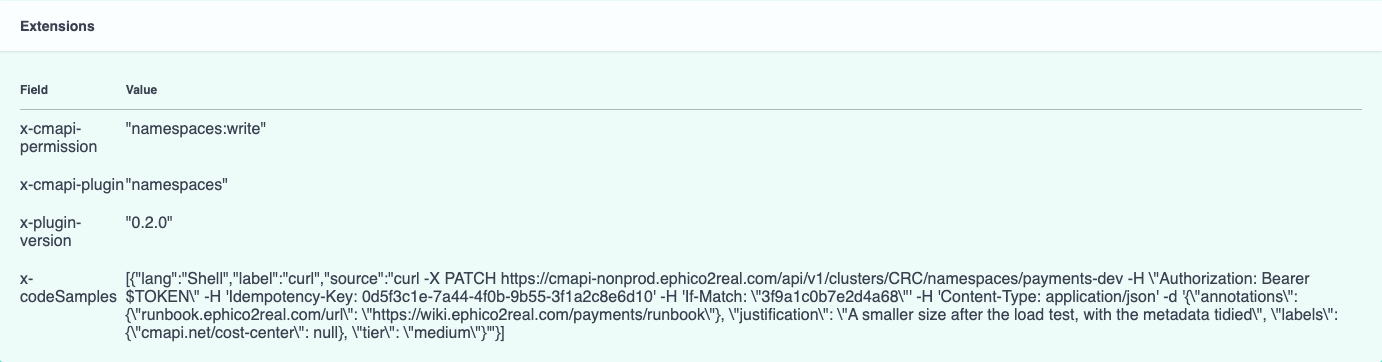 Extensions
Field Value
x-cmapi-permission "namespaces:write"
x-cmapi-plugin "namespaces"
x-plugin-version "0.2.0"
x-codeSamples [{"lang":"Shell","label":"curl","source":"curl -X PATCH https://cmapi-nonprod.ephico2real.com/api/v1/clusters/CRC/namespaces/payments-dev -H \"Authorization: Bearer
$TOKEN\" -H 'Idempotency-Key: 0d5f3c1e-7a44-4f0b-9b55-3f1a2c8e6d10' -H 'If-Match: \"3f9a1c0b7e2d4a68\"' -H 'Content-Type: application/json' -d '{\"annotations\":
{\"runbook.ephico2real.com/url\": \"https://wiki.ephico2real.com/payments/runbook\"}, \"justification\": \"A smaller size after the load test, with the metadata tidied\", \"labels\":
{\"cmapi.net/cost-center\": null}, \"tier\": \"medium\"}'"}]